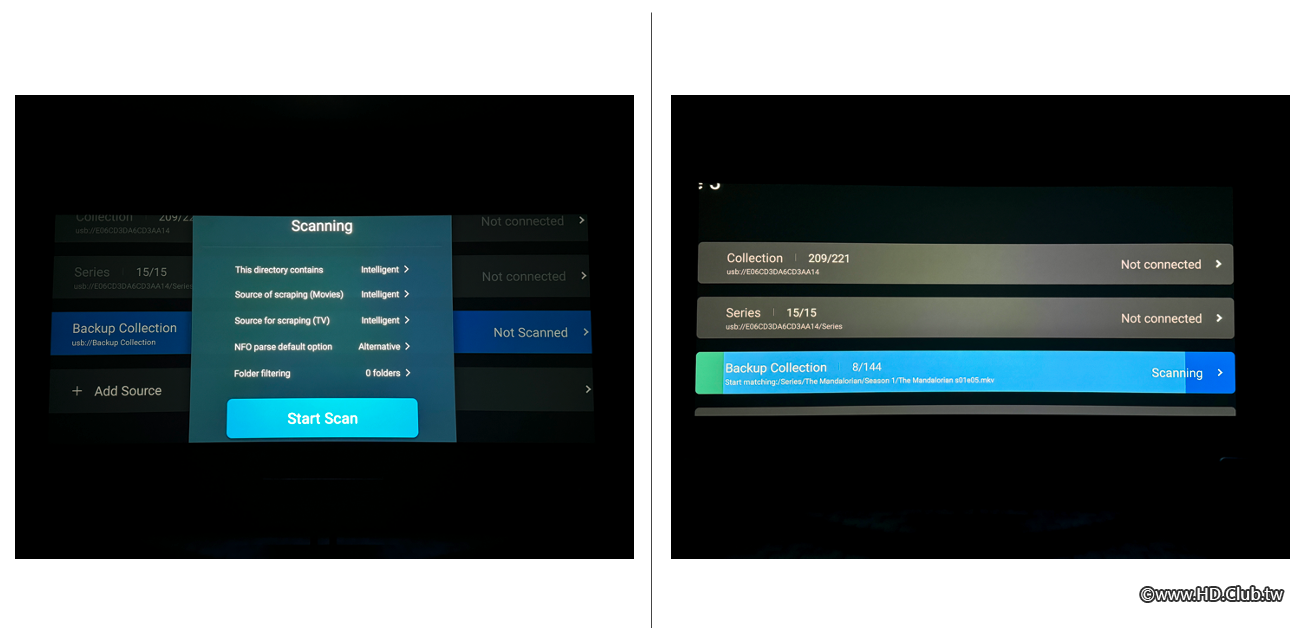 Collection 209/22
usb://E06CD3DA6CD3AA14
Not connected
Series 15/15
usb://E06CD3DA6CD3AA14/Series
Not connected
Backup Collection
usb://Backup Collection
Not Scanned
+ Add Source
Scanning
This directory contains Intelligent
Source of scraping (Movies) Intelligent
Source for scraping (TV) Intelligent
NFO parse default option Alternative
Folder filtering 0 folders
Start Scan
Collection 209/221
usb://E06CD3DA6CD3AA14
Not connected
Series 15/15
usb://E06CD3DA6CD3AA14/Series
Not connected
Backup Collection 8/144
Start matching:/Series/The Mandalorian/Season 1/The Mandalorian s01e05.mkv
Scanning
©www.HD.Club.tw